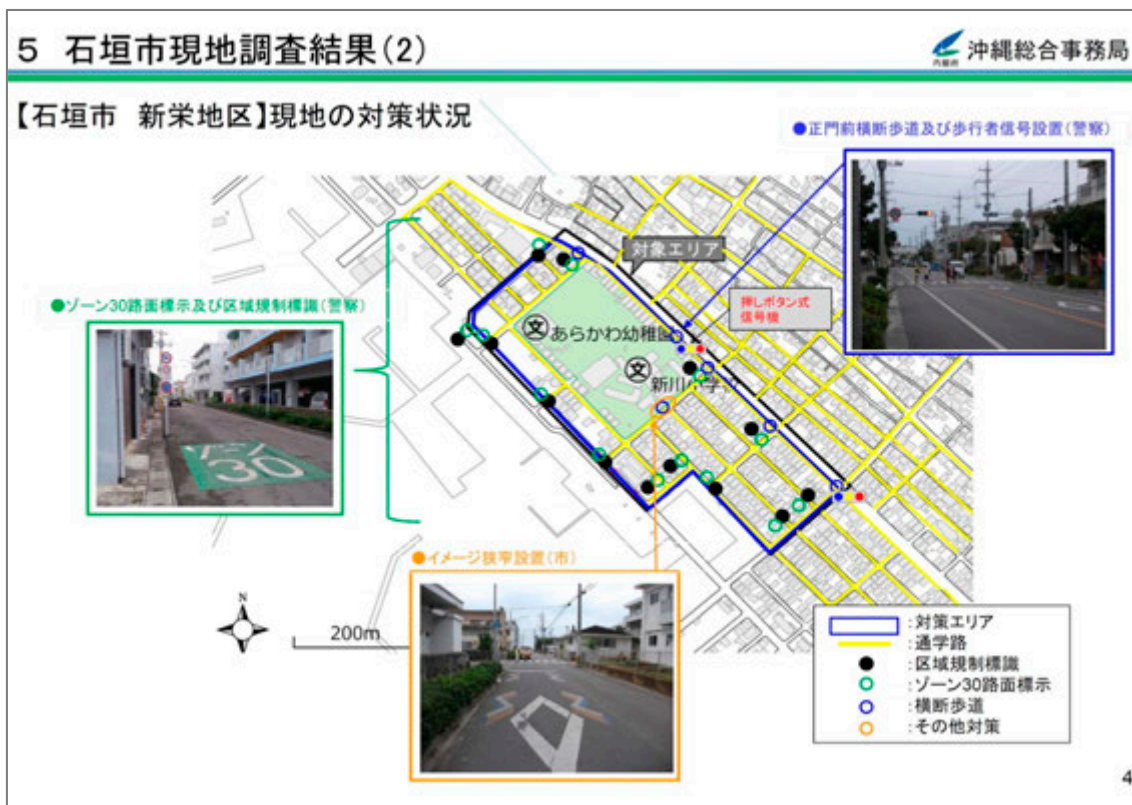 5 石垣市現地調査結果(2)
内閣府 沖縄総合事務局
【石垣市 新栄地区】現地の対策状況
●正門前横断歩道及び歩行者信号設置(警察)
対象エリア
押しボタン式
信号機
●ゾーン30路面標示及び区域規制標識(警察)
文 あらかわ幼稚園
文
新川小学校
ゾーン
30
●イメージ狭窄設置(市)
N
200m
:対策エリア
:通学路
:区域規制標識
:ゾーン30路面標示
:横断歩道
:その他対策
4